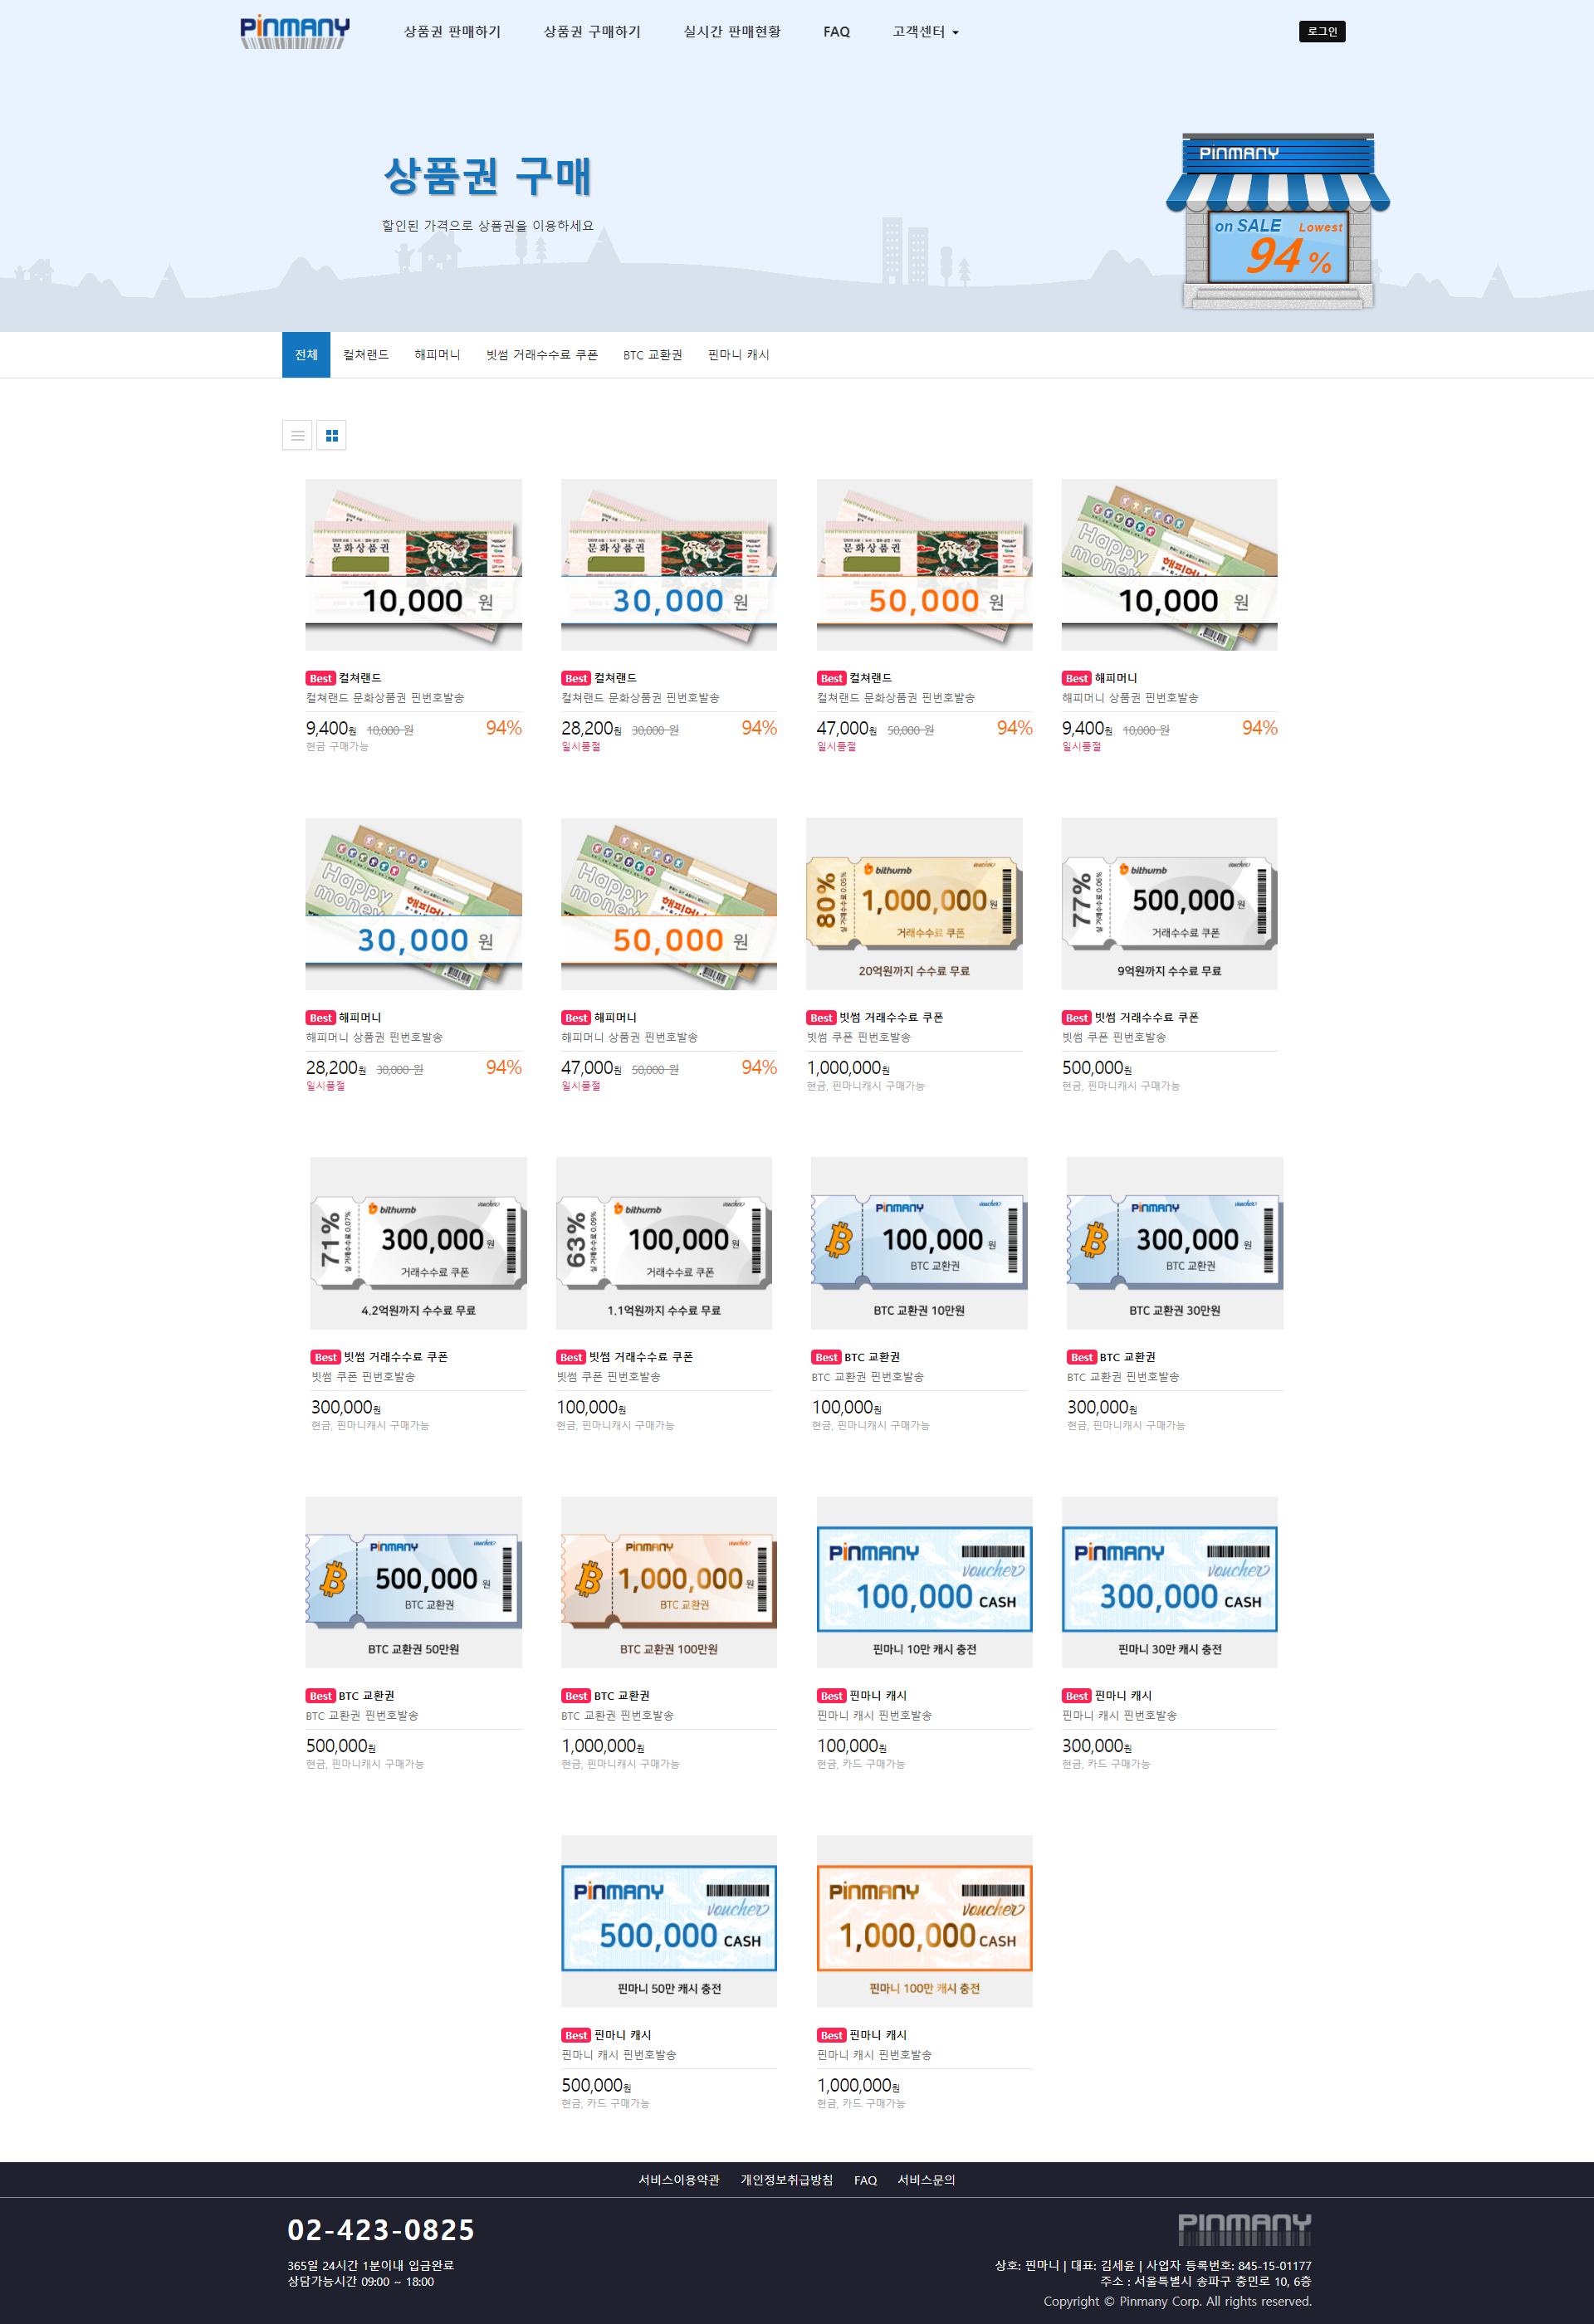 PINMANY 상품권 판매하기 상품권 구매하기 실시간 판매현황 FAQ 고객센터 로그인
상품권 구매
할인된 가격으로 상품권을 이용하세요
PINMANY
on SALE Lowest
94 %
전체 컬쳐랜드 해피머니 빗썸 거래수수료 쿠폰 BTC 교환권 핀마니 캐시
문화상품권 문화상품권 문화상품권 Happy money 해피머니
10,000 원 30,000 원 50,000 원 10,000 원
Best 컬쳐랜드 Best 컬쳐랜드 Best 컬쳐랜드 Best 해피머니
컬쳐랜드 문화상품권 핀번호발송 컬쳐랜드 문화상품권 핀번호발송 컬쳐랜드 문화상품권 핀번호발송 해피머니 상품권 핀번호발송
9,400원 10,000 원 94% 28,200원 30,000 원 94% 47,000원 50,000 원 94% 9,400원 10,000 원 94%
현금 구매가능 일시품절 일시품절 일시품절
Happy money 해피머니 Happy money 해피머니 bithumb voucher bithumb voucher
30,000 원 50,000 원 80% 실 거래수수료 0.05% 1,000,000원 77% 실 거래수수료 0.06% 500,000원
거래수수료 쿠폰 거래수수료 쿠폰
20억원까지 수수료 무료 9억원까지 수수료 무료
Best 해피머니 Best 해피머니 Best 빗썸 거래수수료 쿠폰 Best 빗썸 거래수수료 쿠폰
해피머니 상품권 핀번호발송 해피머니 상품권 핀번호발송 빗썸 쿠폰 핀번호발송 빗썸 쿠폰 핀번호발송
28,200원 30,000 원 94% 47,000원 50,000 원 94% 1,000,000원 500,000원
일시품절 일시품절 현금, 핀마니캐시 구매가능 현금, 핀마니캐시 구매가능
bithumb voucher bithumb voucher PINMANY voucher PINMANY voucher
71% 실 거래수수료 0.07% 300,000원 63% 실 거래수수료 0.09% 100,000원 100,000 원 300,000 원
거래수수료 쿠폰 거래수수료 쿠폰 BTC 교환권 BTC 교환권
4.2억원까지 수수료 무료 1.1억원까지 수수료 무료 BTC 교환권 10만원 BTC 교환권 30만원
Best 빗썸 거래수수료 쿠폰 Best 빗썸 거래수수료 쿠폰 Best BTC 교환권 Best BTC 교환권
빗썸 쿠폰 핀번호발송 빗썸 쿠폰 핀번호발송 BTC 교환권 핀번호발송 BTC 교환권 핀번호발송
300,000원 100,000원 100,000원 300,000원
현금, 핀마니캐시 구매가능 현금, 핀마니캐시 구매가능 현금, 핀마니캐시 구매가능 현금, 핀마니캐시 구매가능
PINMANY voucher PINMANY voucher PINMANY voucher PINMANY voucher
500,000 원 1,000,000원 100,000 CASH 300,000 CASH
BTC 교환권 BTC 교환권
BTC 교환권 50만원 BTC 교환권 100만원 핀마니 10만 캐시 충전 핀마니 30만 캐시 충전
Best BTC 교환권 Best BTC 교환권 Best 핀마니 캐시 Best 핀마니 캐시
BTC 교환권 핀번호발송 BTC 교환권 핀번호발송 핀마니 캐시 핀번호발송 핀마니 캐시 핀번호발송
500,000원 1,000,000원 100,000원 300,000원
현금, 핀마니캐시 구매가능 현금, 핀마니캐시 구매가능 현금, 카드 구매가능 현금, 카드 구매가능
PINMANY voucher PINMANY voucher
500,000 CASH 1,000,000 CASH
핀마니 50만 캐시 충전 핀마니 100만 캐시 충전
Best 핀마니 캐시 Best 핀마니 캐시
핀마니 캐시 핀번호발송 핀마니 캐시 핀번호발송
500,000원 1,000,000원
현금, 카드 구매가능 현금, 카드 구매가능
서비스이용약관 개인정보취급방침 FAQ 서비스문의
02-423-0825 PINMANY
365일 24시간 1분이내 입금완료 상호: 핀마니 | 대표: 김세윤 | 사업자 등록번호: 845-15-01177
상담가능시간 09:00 ~ 18:00 주소 : 서울특별시 송파구 충민로 10, 6층
Copyright © Pinmany Corp. All rights reserved.